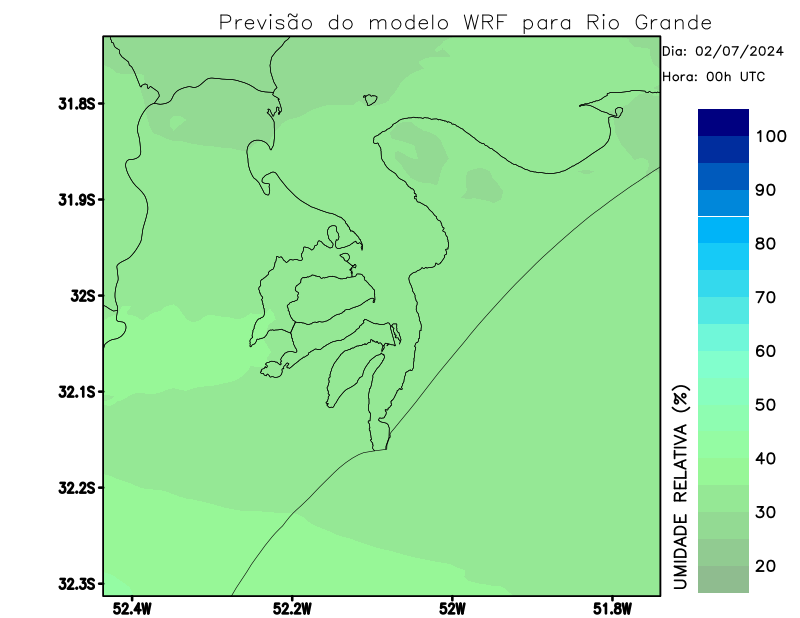 Previsão do modelo WRF para Rio Grande
Dia: 02/07/2024
Hora: 00h UTC
31.8S
31.9S
32S
32.1S
32.2S
32.3S
52.4W
52.2W
52W
51.8W
100
90
80
70
60
50
40
30
20
UMIDADE RELATIVA (%)